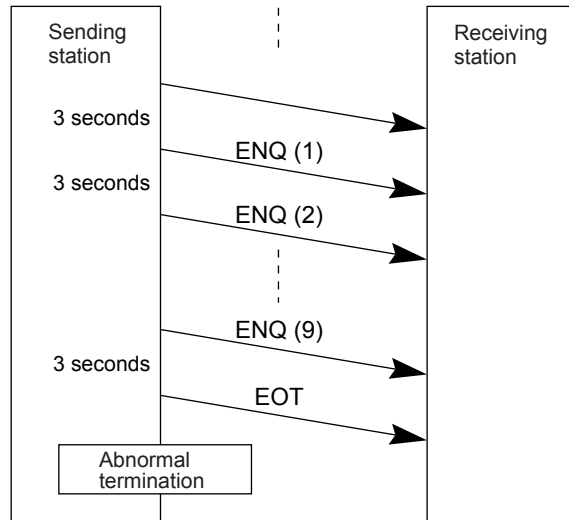 Sending
station
Receiving
station
3 seconds
ENQ (1)
3 seconds
ENQ (2)
ENQ (9)
3 seconds
EOT
Abnormal
termination